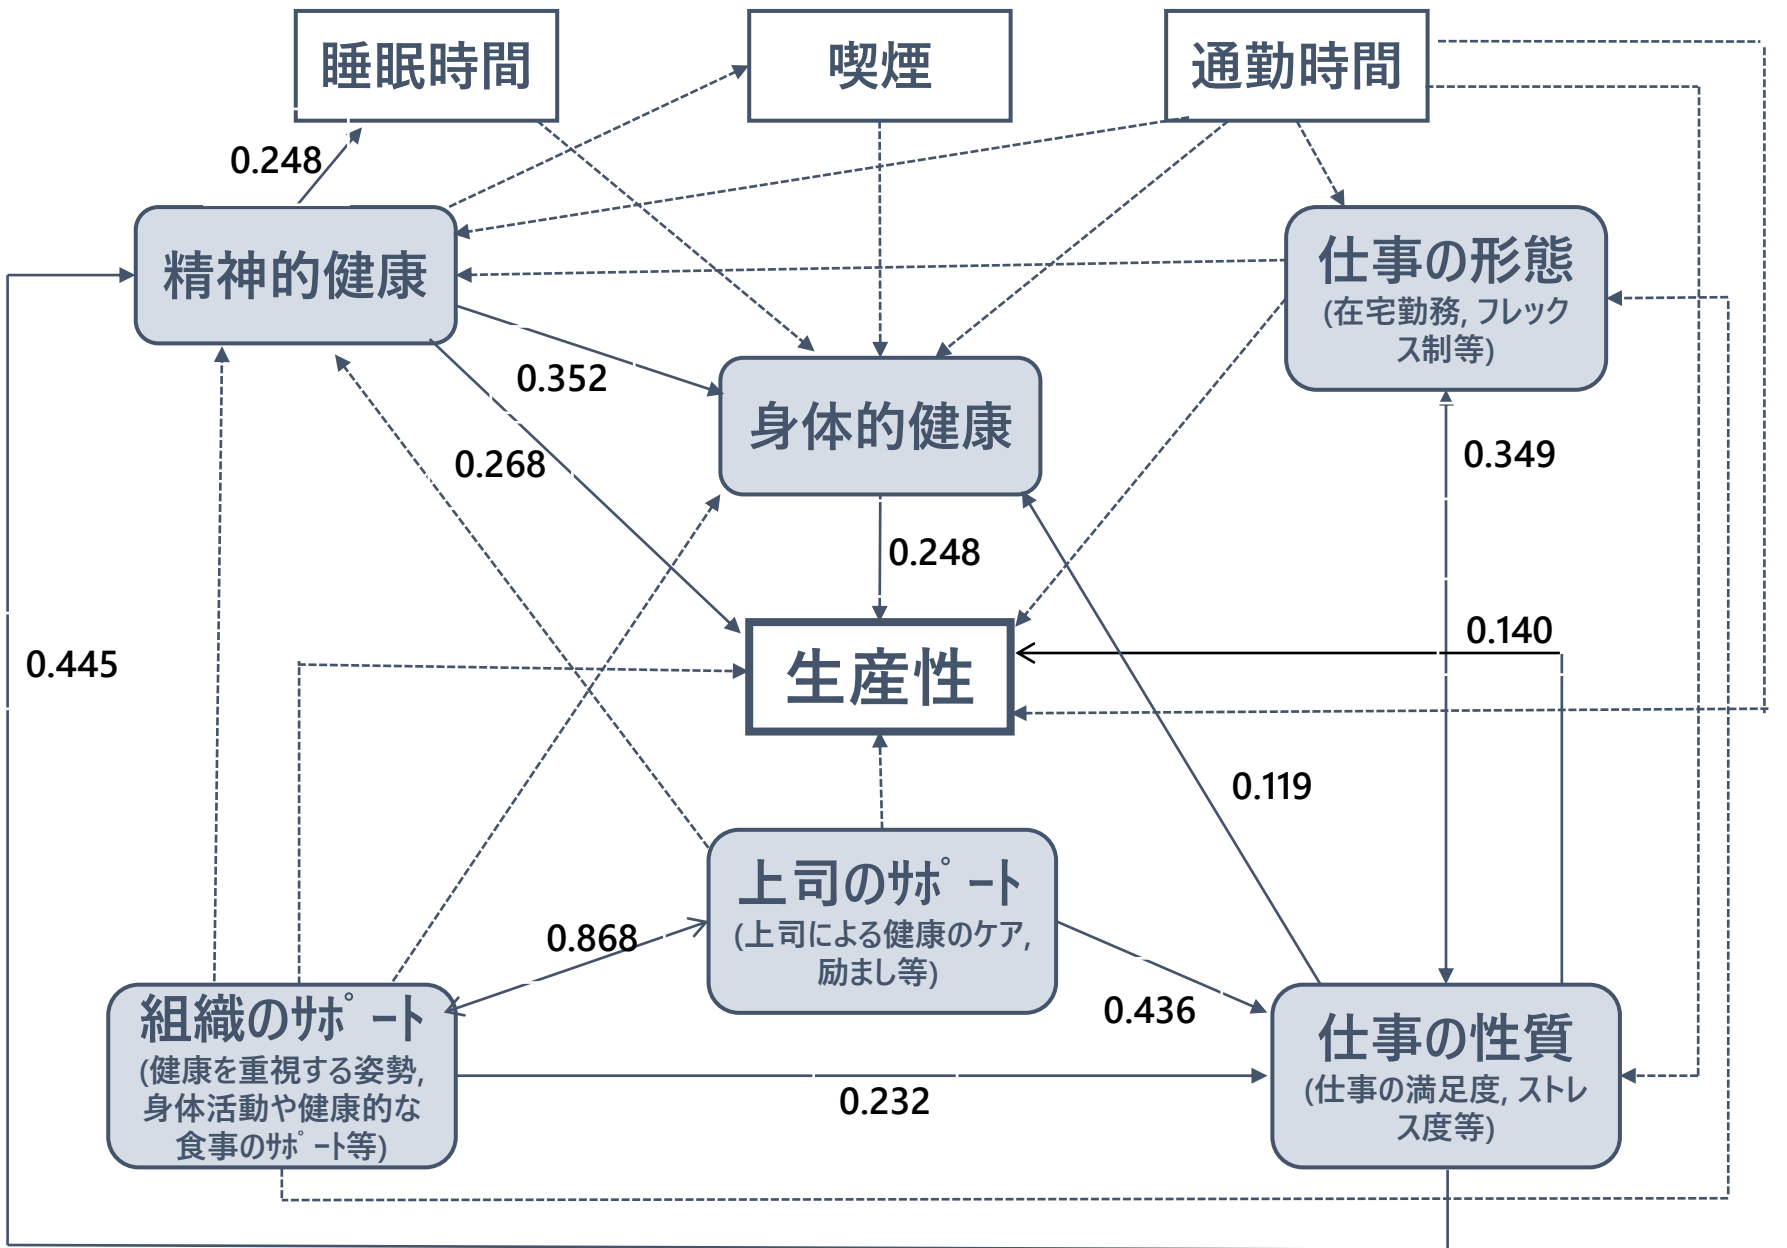 睡眠時間
喫煙
通勤時間
0.248
精神的健康
仕事の形態
(在宅勤務, フレック
ス制等)
0.352
身体的健康
0.268
0.349
0.248
0.140
0.445
生産性
0.119
上司のｻﾎﾟｰﾄ
(上司による健康のケア,
励まし等)
0.868
0.436
組織のｻﾎﾟｰﾄ
(健康を重視する姿勢,
身体活動や健康的な
食事のｻﾎﾟｰﾄ等)
仕事の性質
(仕事の満足度, ストレ
ス度等)
0.232